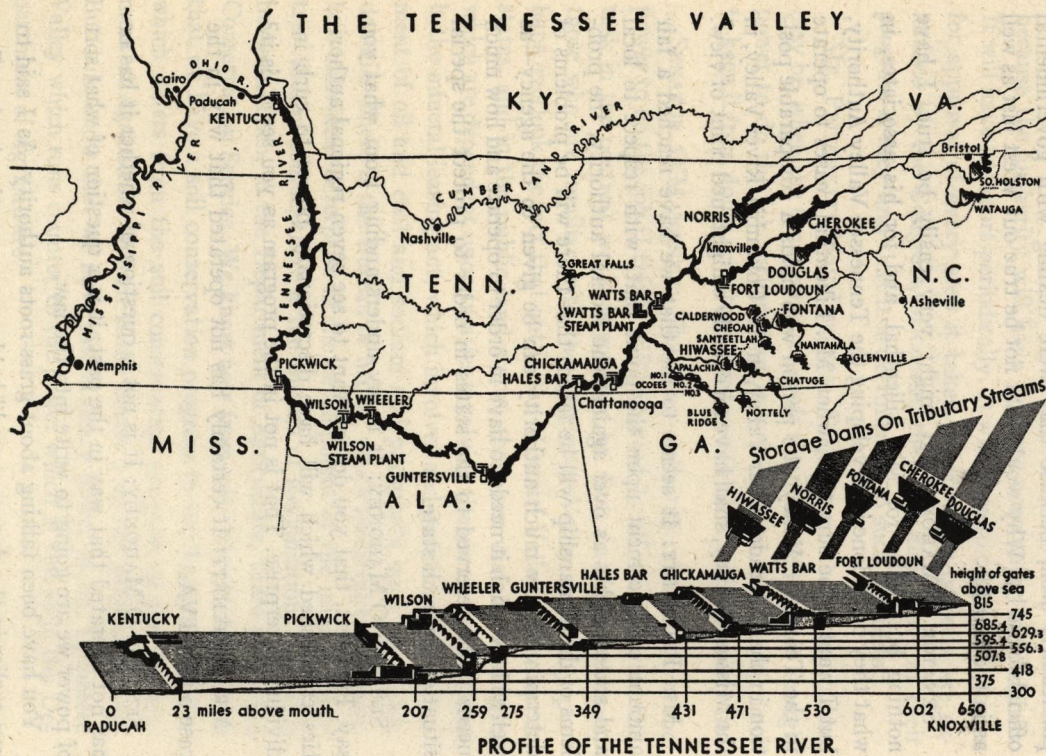 THE TENNESSEE VALLEY
OHIO R.
Cairo
Paducah
KENTUCKY
KY.
VA.
CUMBERLAND RIVER
Bristol
SO. HOLSTON
WATAUGA
MISSISSIPPI RIVER
TENNESSEE RIVER
Nashville
NORRIS
CHEROKEE
Knoxville
DOUGLAS
GREAT FALLS
TENN.
N.C.
FORT LOUDOUN
WATTS BAR
WATTS BAR
STEAM PLANT
Asheville
CALDERWOOD
FONTANA
CHEOAH
SANTEETLAH
NANTAHALA
GLENVILLE
HIWASSEE
APALACHIA
Memphis
PICKWICK
CHICKAMAUGA
HALES BAR
NO.1
OCOEES
NO.2
NO.3
CHATUGE
Chattanooga
BLUE
RIDGE
NOTTELY
WILSON
WHEELER
WILSON
STEAM PLANT
GUNTERSVILLE
MISS.
ALA.
GA.
Storage Dams On Tributary Streams
HIWASSEE
NORRIS
FONTANA
CHEROKEE
DOUGLAS
KENTUCKY
PICKWICK
WILSON
WHEELER
GUNTERSVILLE
HALES BAR
CHICKAMAUGA
WATTS BAR
FORT LOUDOUN
height of gates
above sea
815
745
685.4
629.3
595.4
556.3
507.8
418
375
300
0 23 miles above mouth 207 259 275 349 431 471 530 602 650
PADUCAH KNOXVILLE
PROFILE OF THE TENNESSEE RIVER